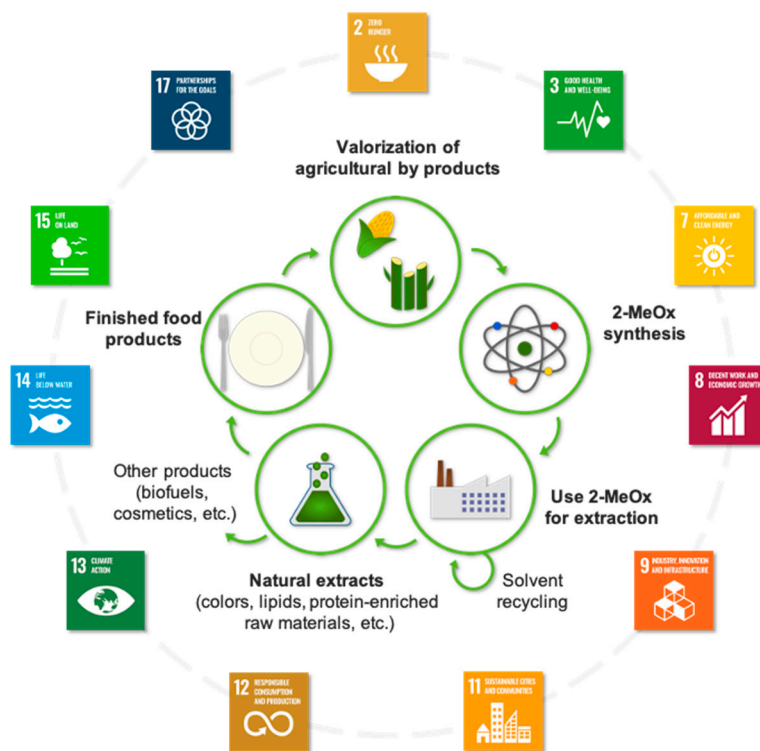 2 ZERO
HUNGER
17 PARTNERSHIPS
FOR THE GOALS
3 GOOD HEALTH
AND WELL-BEING
Valorization of
agricultural by products
15 LIFE
ON LAND
7 AFFORDABLE AND
CLEAN ENERGY
Finished food
products
2-MeOx
synthesis
14 LIFE
BELOW WATER
8 DECENT WORK AND
ECONOMIC GROWTH
Other products
(biofuels,
cosmetics, etc.)
Use 2-MeOx
for extraction
13 CLIMATE
ACTION
Natural extracts
(colors, lipids, protein-enriched
raw materials, etc.)
Solvent
recycling
9 INDUSTRY, INNOVATION
AND INFRASTRUCTURE
12 RESPONSIBLE
CONSUMPTION
AND PRODUCTION
11 SUSTAINABLE CITIES
AND COMMUNITIES